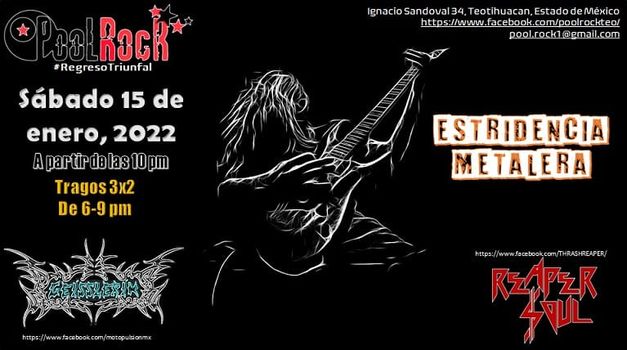 PoolRock
#RegresoTriunfal
Ignacio Sandoval 34, Teotihuacan, Estado de México
https://www.facebook.com/poolrockteo/
pool.rock1@gmail.com
Sábado 15 de
enero, 2022
A partir de las 10 pm
Tragos 3x2
De 6-9 pm
ESTRIDENCIA
METALERA
https://www.facebook.com/motopulsionmx
https://www.facebook.com/THRASHREAPER/
REAPER
SOUL